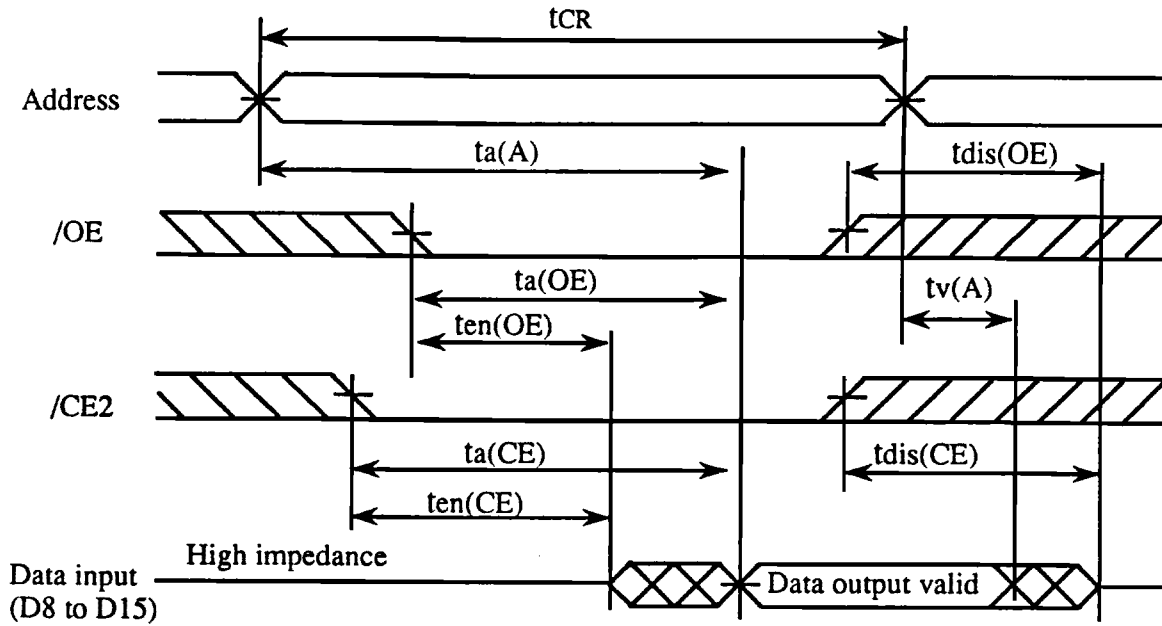 tCR
Address
ta(A)
tdis(OE)
/OE
ta(OE)
tv(A)
ten(OE)
/CE2
ta(CE)
tdis(CE)
ten(CE)
High impedance
Data input
(D8 to D15)
Data output valid